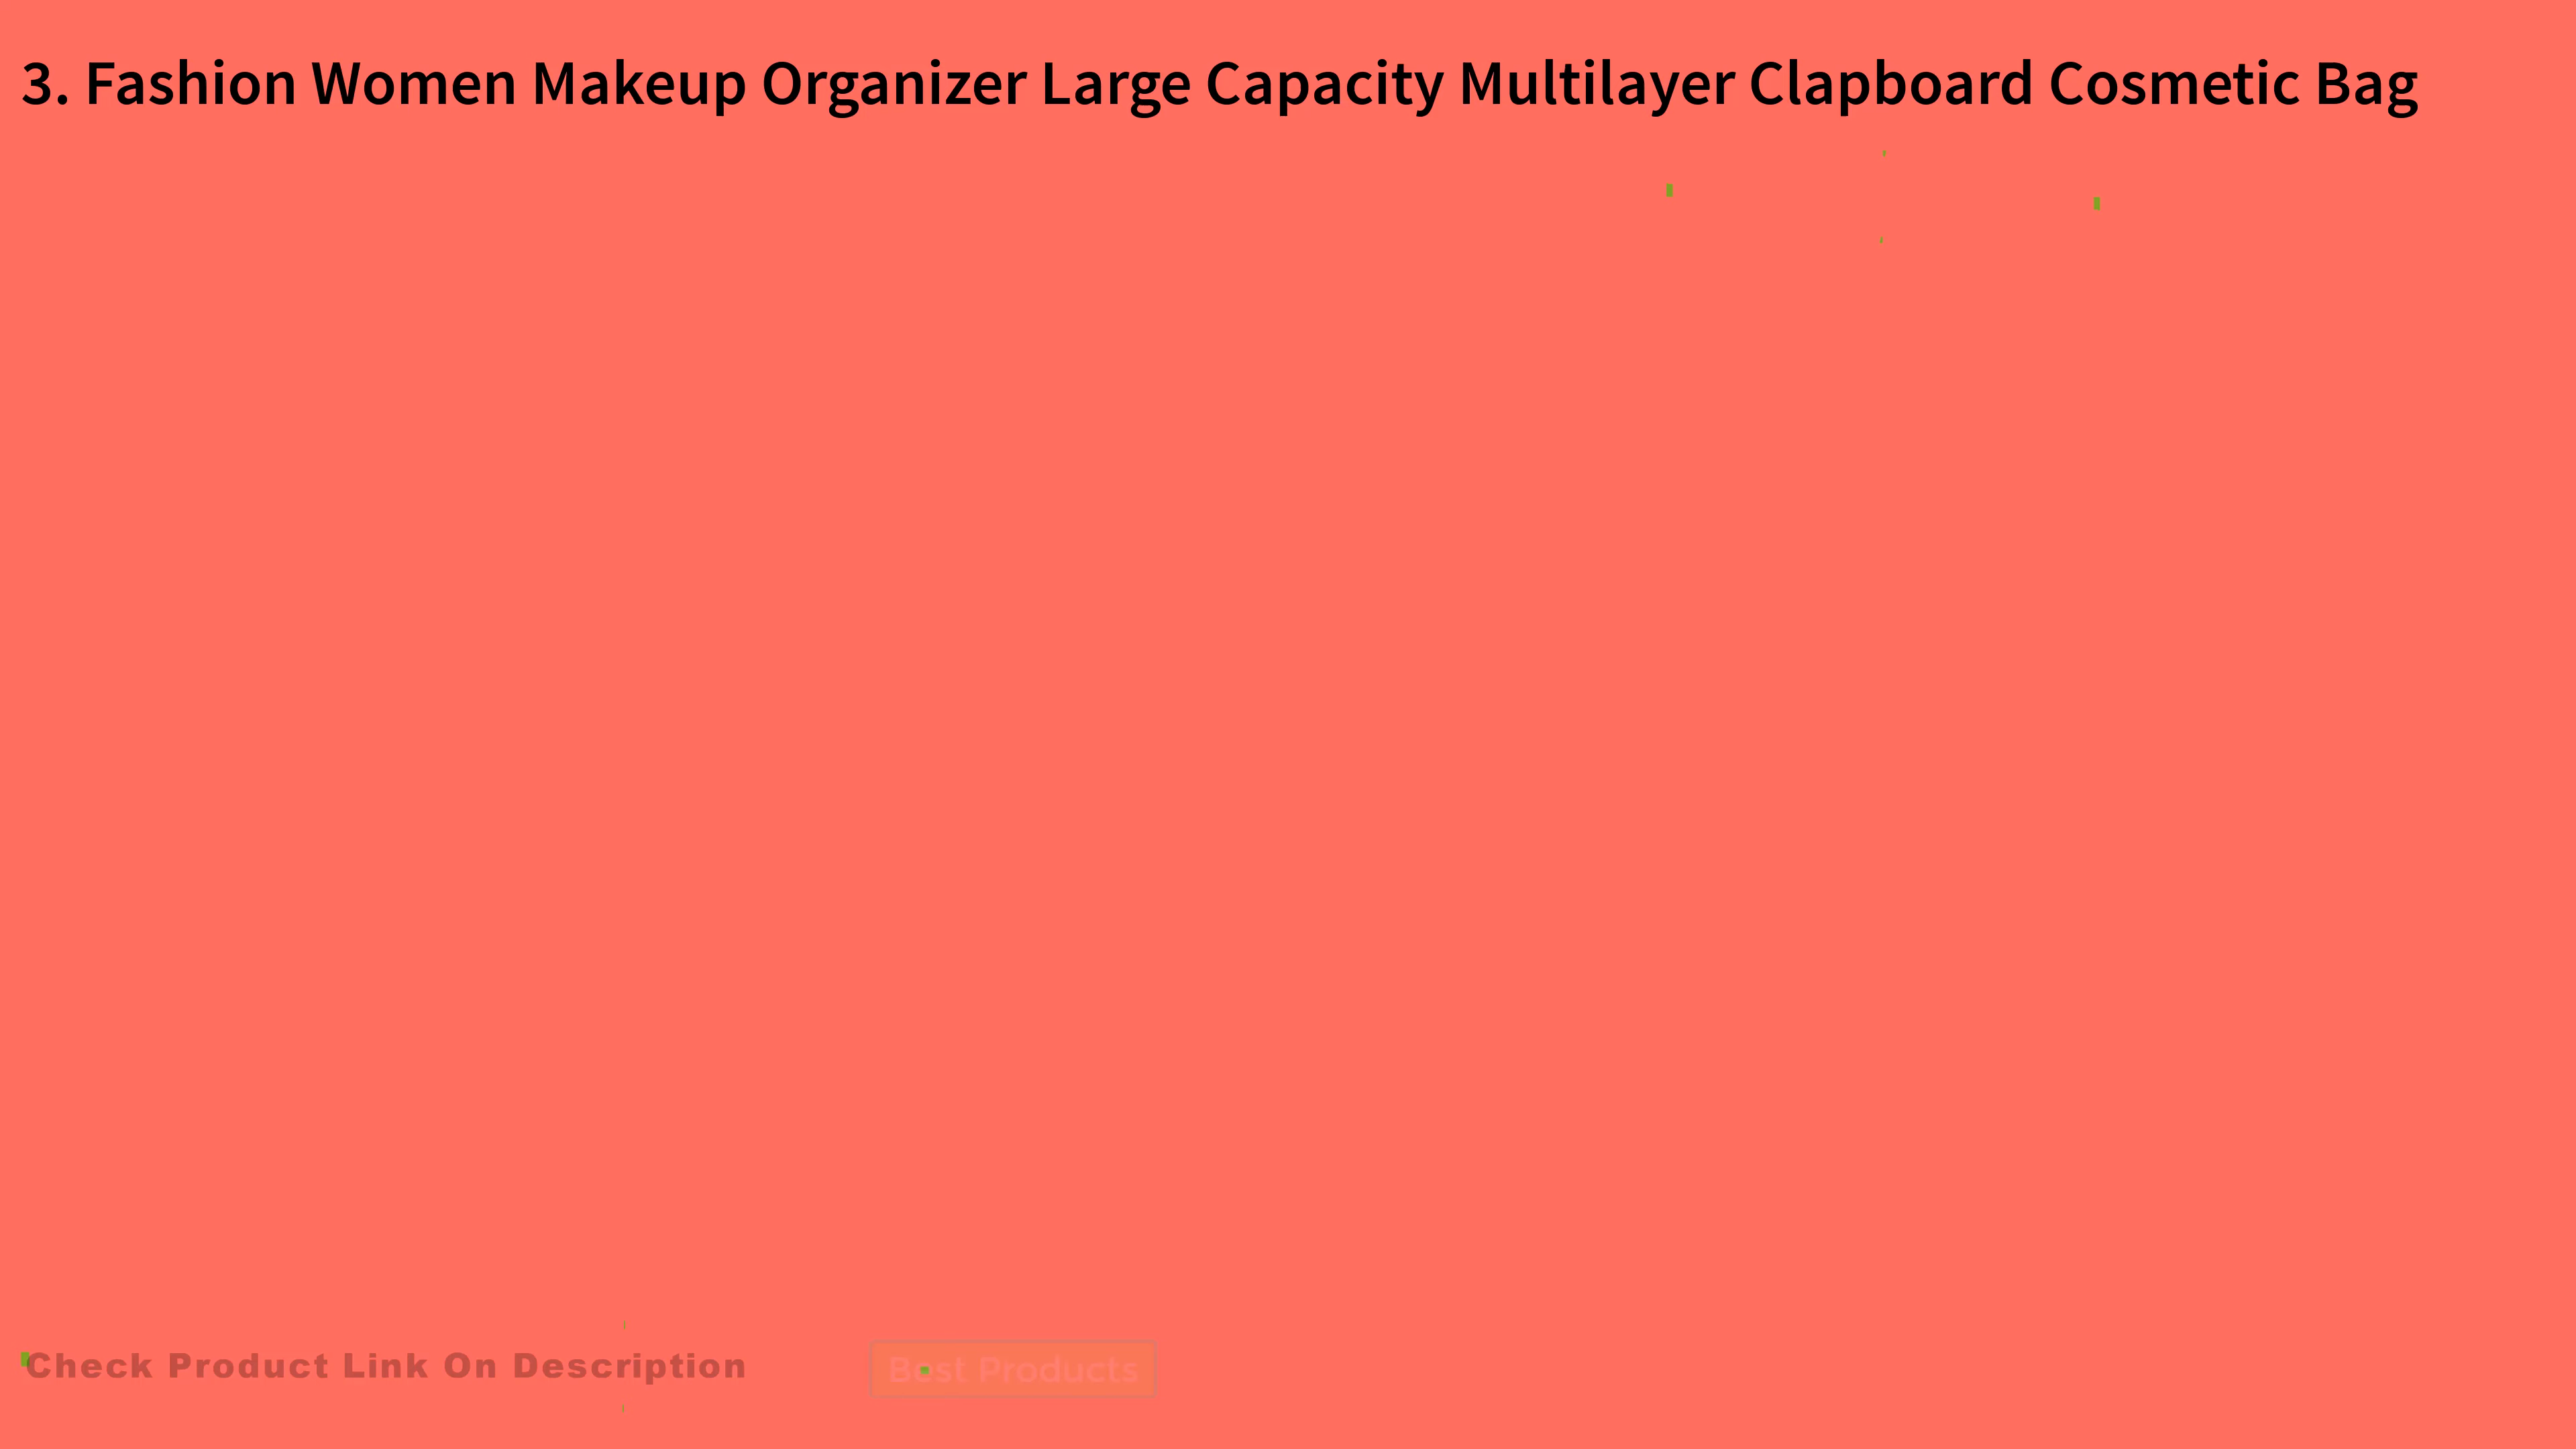 3. Fashion Women Makeup Organizer Large Capacity Multilayer Clapboard Cosmetic Bag
Check Product Link On Description
Best Products